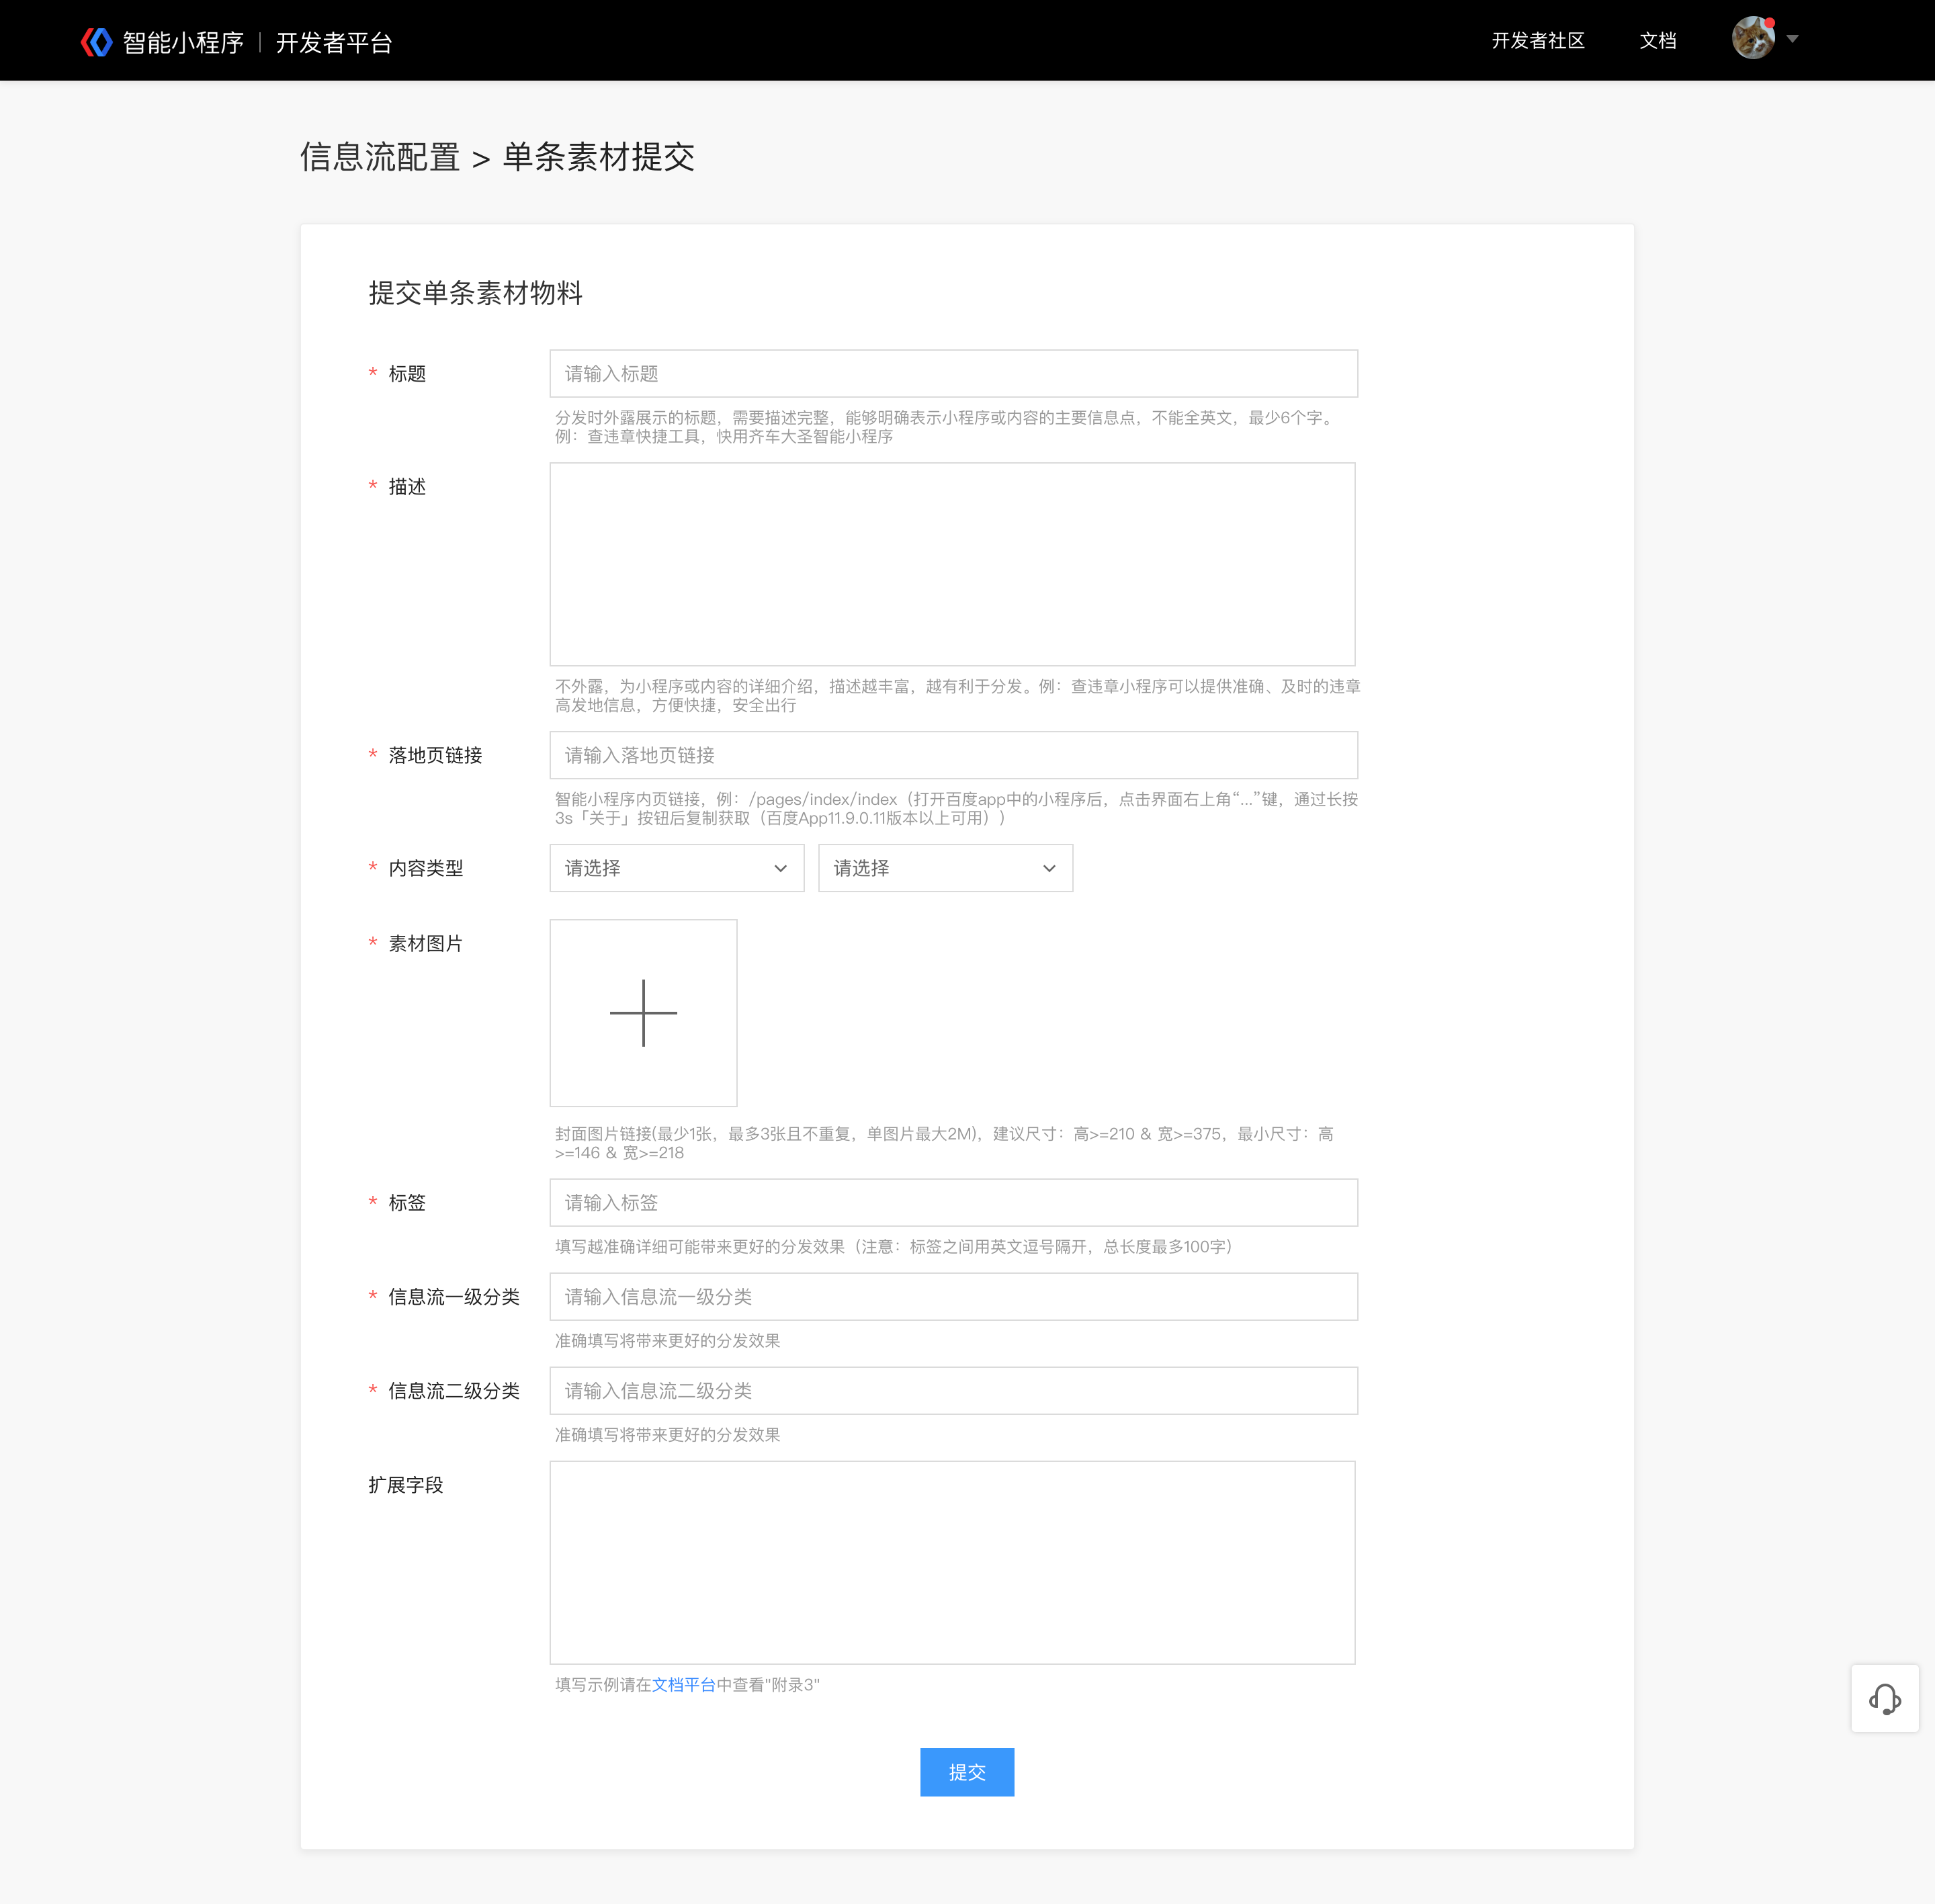 智能小程序 | 开发者平台
开发者社区 文档
信息流配置 > 单条素材提交
提交单条素材物料
* 标题 请输入标题
分发时外露展示的标题，需要描述完整，能够明确表示小程序或内容的主要信息点，不能全英文，最少6个字。
例：查违章快捷工具，快用齐车大圣智能小程序
* 描述
不外露，为小程序或内容的详细介绍，描述越丰富，越有利于分发。例：查违章小程序可以提供准确、及时的违章
高发地信息，方便快捷，安全出行
* 落地页链接 请输入落地页链接
智能小程序内页链接，例：/pages/index/index（打开百度app中的小程序后，点击界面右上角“...”键，通过长按
3s「关于」按钮后复制获取（百度App11.9.0.11版本以上可用））
* 内容类型 请选择 请选择
* 素材图片
封面图片链接(最少1张，最多3张且不重复，单图片最大2M)，建议尺寸：高>=210 & 宽>=375，最小尺寸：高
>=146 & 宽>=218
* 标签 请输入标签
填写越准确详细可能带来更好的分发效果（注意：标签之间用英文逗号隔开，总长度最多100字）
* 信息流一级分类 请输入信息流一级分类
准确填写将带来更好的分发效果
* 信息流二级分类 请输入信息流二级分类
准确填写将带来更好的分发效果
扩展字段
填写示例请在文档平台中查看"附录3"
提交